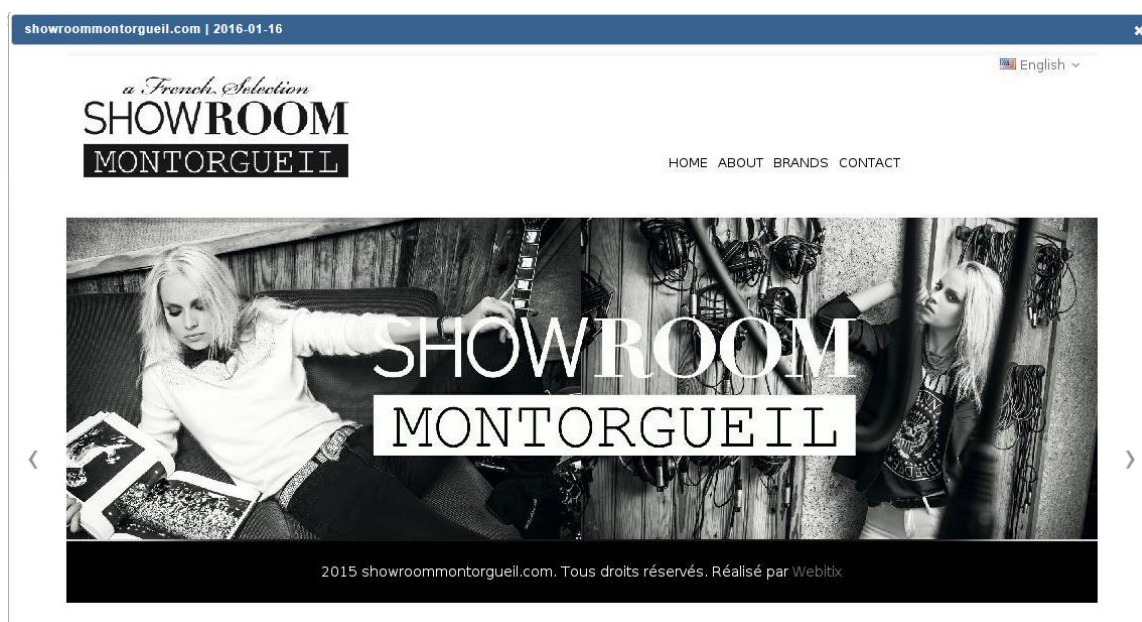 showroommontorgueil.com | 2016-01-16
English
a French Selection
SHOWROOM
MONTORGUEIL
HOME ABOUT BRANDS CONTACT
SHOWROOM
MONTORGUEIL
2015 showroommontorgueil.com. Tous droits réservés. Réalisé par Webitix